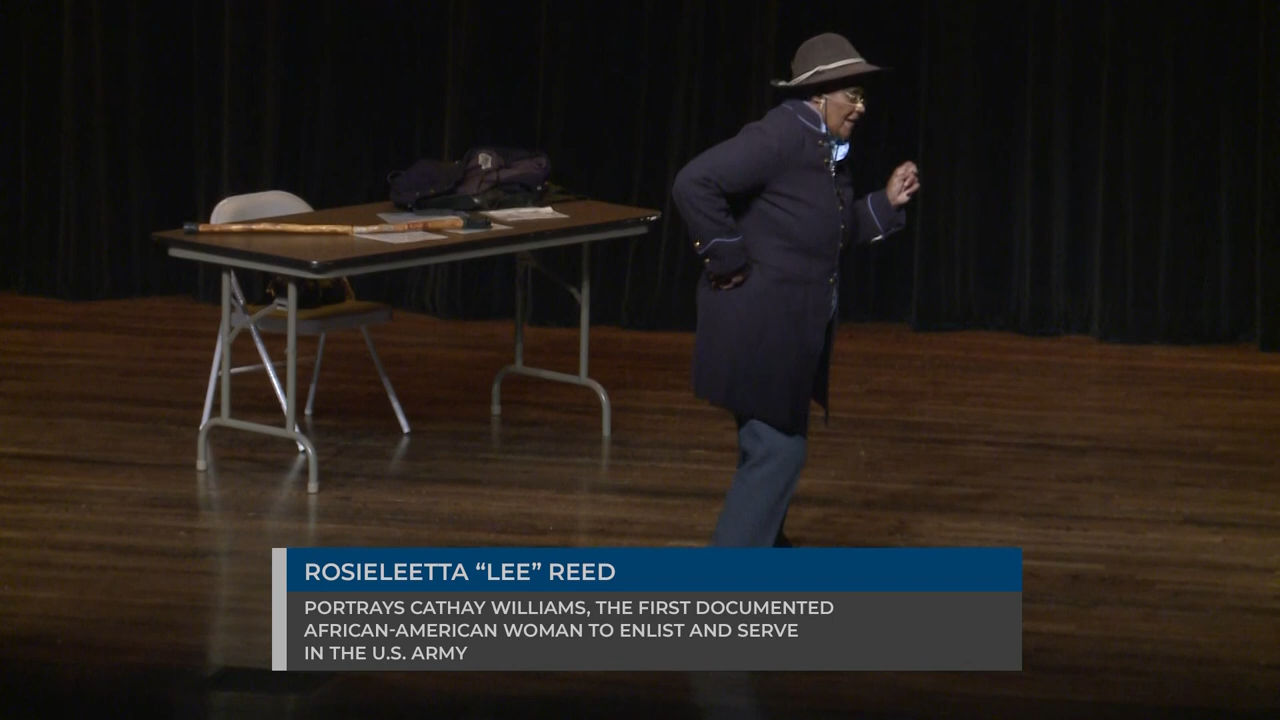 ROSIELEETTA “LEE” REED
PORTRAYS CATHAY WILLIAMS, THE FIRST DOCUMENTED
AFRICAN-AMERICAN WOMAN TO ENLIST AND SERVE
IN THE U.S. ARMY